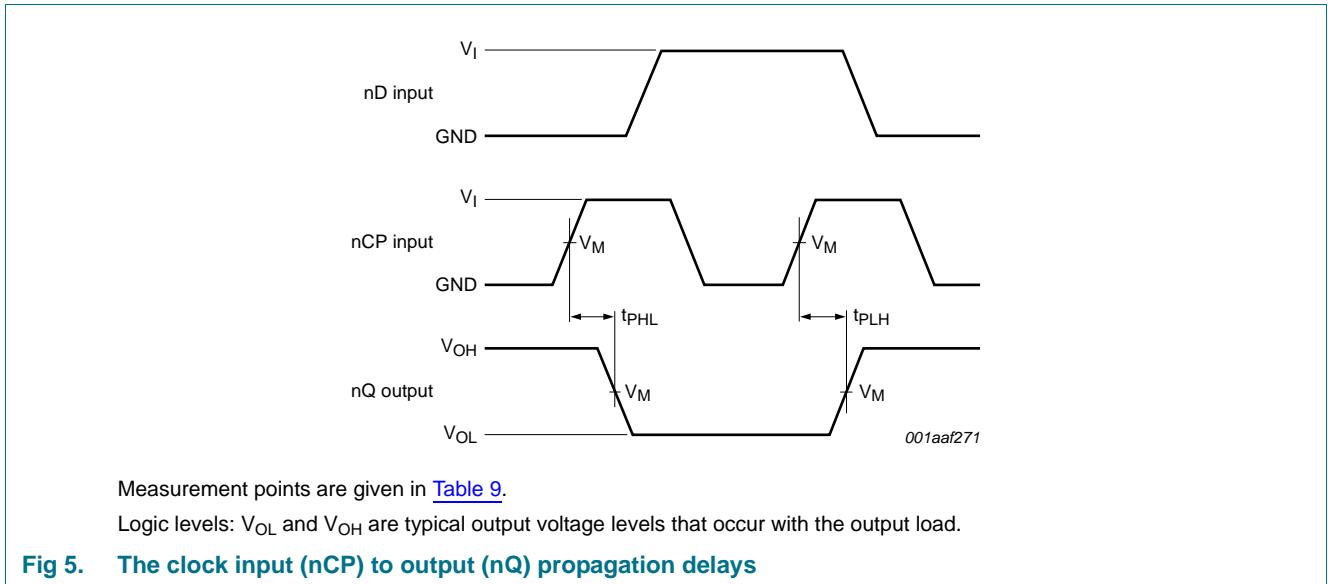 VI
nD input
GND
VI
nCP input
VM
VM
GND
tPHL
tPLH
VOH
nQ output
VM
VM
VOL
001aaf271
Measurement points are given in Table 9.
Logic levels: VOL and VOH are typical output voltage levels that occur with the output load.
Fig 5. The clock input (nCP) to output (nQ) propagation delays